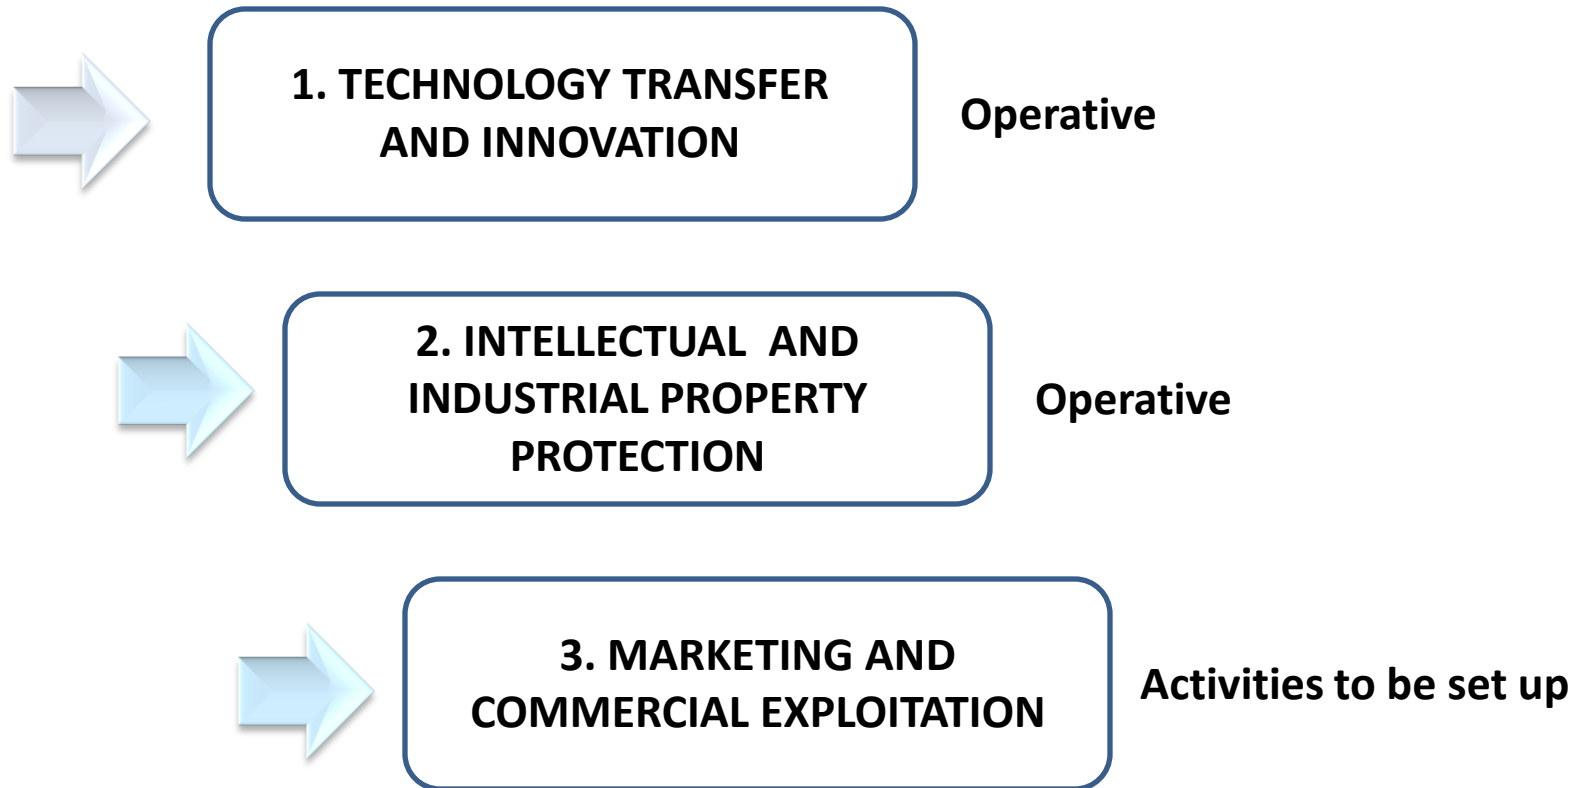 1. TECHNOLOGY TRANSFER
AND INNOVATION
Operative
2. INTELLECTUAL  AND
INDUSTRIAL PROPERTY
PROTECTION
Operative
3. MARKETING AND
COMMERCIAL EXPLOITATION
Activities to be set up